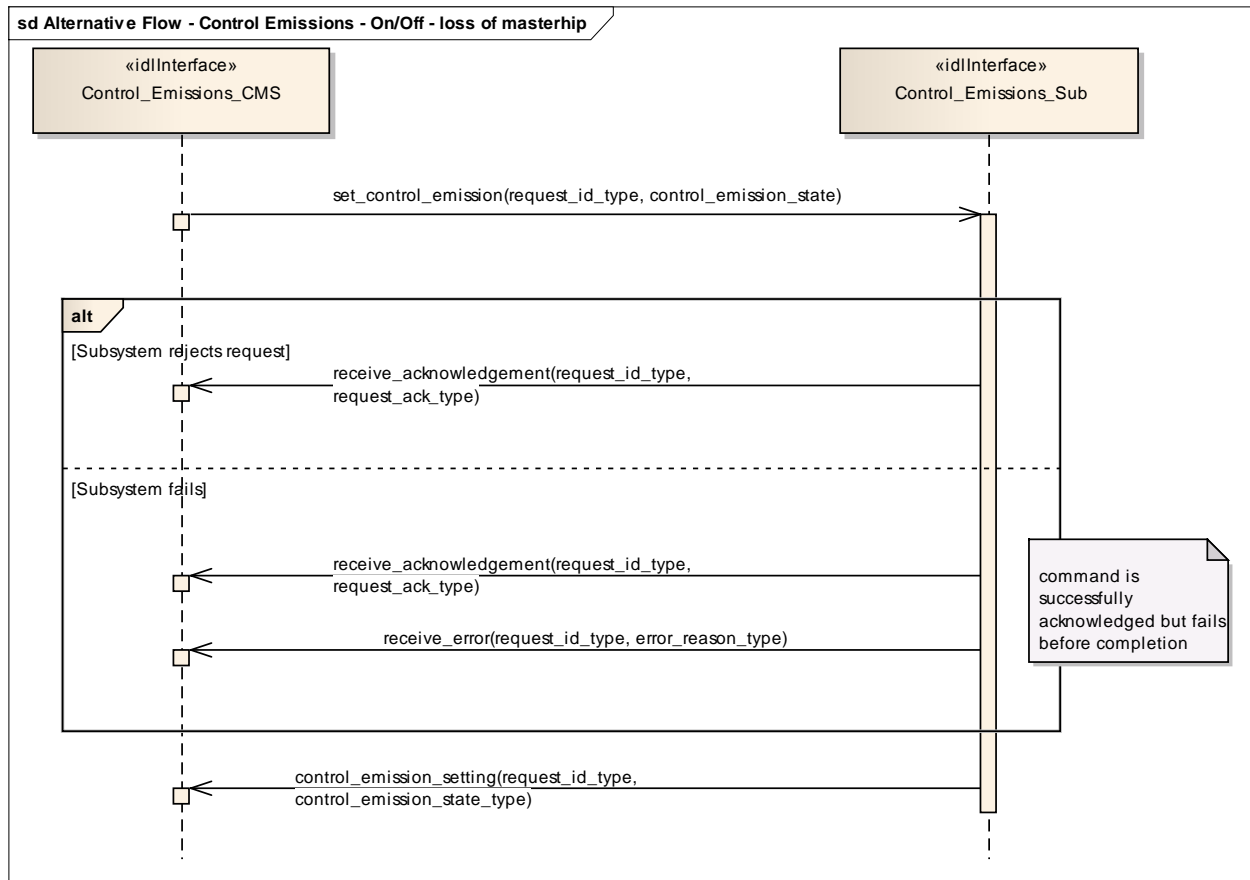 sd Alternative Flow - Control Emissions - On/Off - loss of masterhip
«idlInterface»
Control_Emissions_CMS
«idlInterface»
Control_Emissions_Sub
set_control_emission(request_id_type, control_emission_state)
alt
[Subsystem rejects request]
receive_acknowledgement(request_id_type,
request_ack_type)
[Subsystem fails]
receive_acknowledgement(request_id_type,
request_ack_type)
command is
successfully
acknowledged but fails
before completion
receive_error(request_id_type, error_reason_type)
control_emission_setting(request_id_type,
control_emission_state_type)